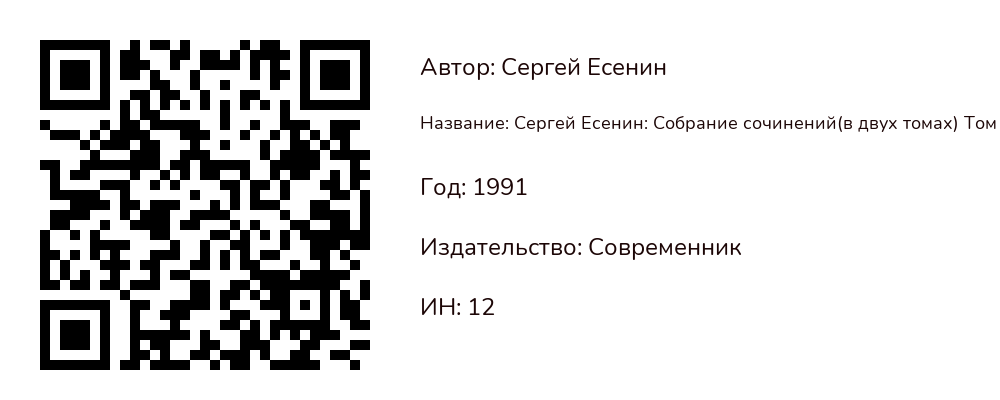 Автор: Сергей Есенин
Название: Сергей Есенин: Собрание сочинений(в двух томах) Том
Год: 1991
Издательство: Современник
ИН: 12